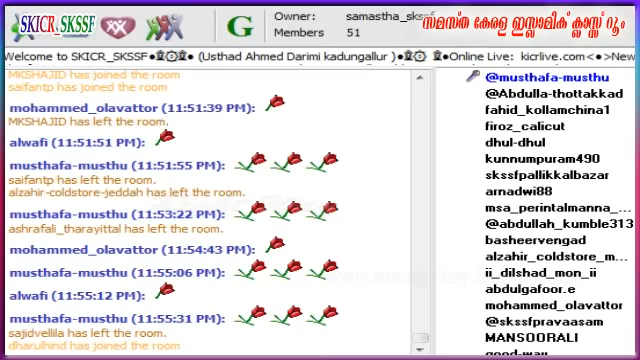 SKICR_SKSSF
G
Owner: samastha_skssf
Members 51
സമസ്ത കേരള ഇസ്ലാമിക് ക്ലാസ്സ് റൂം
Welcome to SKICR_SKSSF (Usthad Ahmed Darimi kadungallur ) Online Live: kicrlive.com<●>New
MKSHAJID has joined the room
saifantp has joined the room
mohammed_olavattor (11:51:39 PM):
MKSHAJID has left the room.
alwafi (11:51:51 PM):
musthafa-musthu (11:51:55 PM):
saifantp has left the room.
alzahir-coldstore-jeddah has left the room.
musthafa-musthu (11:53:22 PM):
ashrafali_tharayittal has left the room.
mohammed_olavattor (11:54:43 PM):
musthafa-musthu (11:55:06 PM):
alwafi (11:55:12 PM):
musthafa-musthu (11:55:31 PM):
sajidvellila has left the room.
dharulhind has joined the room
@musthafa-musthu
@Abdulla-thottakkad
fahid_kollamchina1
firoz_calicut
dhul-dhul
kunnumpuram490
skssfpallikkalbazar
arnadwi88
msa_perintalmanna_...
@abdullah_kumble313
basheervengad
alzahir_coldstore_m...
ii_dilshad_mon_ii
abdulgafoor.e
mohammed_olavattor
@skssfpravaasam
MANSOORALI
good-way